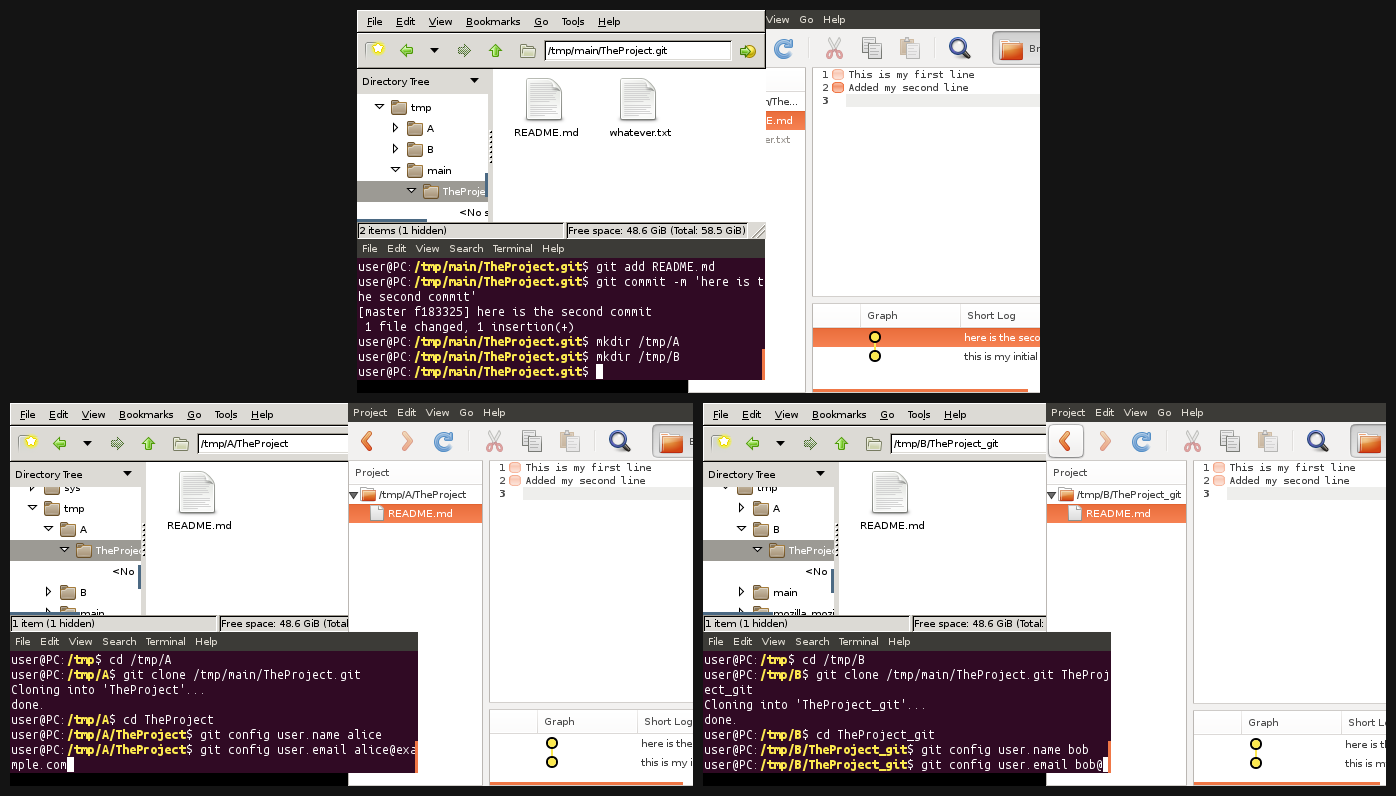 File Edit View Bookmarks Go Tools Help
/tmp/main/TheProject.git
Directory Tree
tmp
A
B
main
TheProje
<No s
README.md
whatever.txt
2 items (1 hidden)
Free space: 48.6 GiB (Total: 58.5 GiB)
View Go Help
Br
/The...
E.md
er.txt
1 This is my first line
2 Added my second line
3
Graph Short Log
here is the seco
this is my initial
File Edit View Search Terminal Help
user@PC:/tmp/main/TheProject.git$ git add README.md
user@PC:/tmp/main/TheProject.git$ git commit -m 'here is t
he second commit'
[master f183325] here is the second commit
1 file changed, 1 insertion(+)
user@PC:/tmp/main/TheProject.git$ mkdir /tmp/A
user@PC:/tmp/main/TheProject.git$ mkdir /tmp/B
user@PC:/tmp/main/TheProject.git$
File Edit View Bookmarks Go Tools Help
/tmp/A/TheProject
Directory Tree
sys
tmp
A
TheProjec
<No
B
main
README.md
1 item (1 hidden)
Free space: 48.6 GiB (Total
Project Edit View Go Help
Project
/tmp/A/TheProject
README.md
1 This is my first line
2 Added my second line
3
Graph Short Log
here is the
this is my i
File Edit View Search Terminal Help
user@PC:/tmp$ cd /tmp/A
user@PC:/tmp/A$ git clone /tmp/main/TheProject.git
Cloning into 'TheProject'...
done.
user@PC:/tmp/A$ cd TheProject
user@PC:/tmp/A/TheProject$ git config user.name alice
user@PC:/tmp/A/TheProject$ git config user.email alice@exa
mple.com
File Edit View Bookmarks Go Tools Help
/tmp/B/TheProject_git
Directory Tree
tmp
A
B
TheProjec
<No
main
mozilla_mozi
README.md
1 item (1 hidden)
Free space: 48.6 GiB (Total:
Project Edit View Go Help
Project
/tmp/B/TheProject_git
README.md
1 This is my first line
2 Added my second line
3
Graph Short L
here is th
this is my
File Edit View Search Terminal Help
user@PC:/tmp$ cd /tmp/B
user@PC:/tmp/B$ git clone /tmp/main/TheProject.git TheProj
ect_git
Cloning into 'TheProject_git'...
done.
user@PC:/tmp/B$ cd TheProject_git
user@PC:/tmp/B/TheProject_git$ git config user.name bob
user@PC:/tmp/B/TheProject_git$ git config user.email bob@